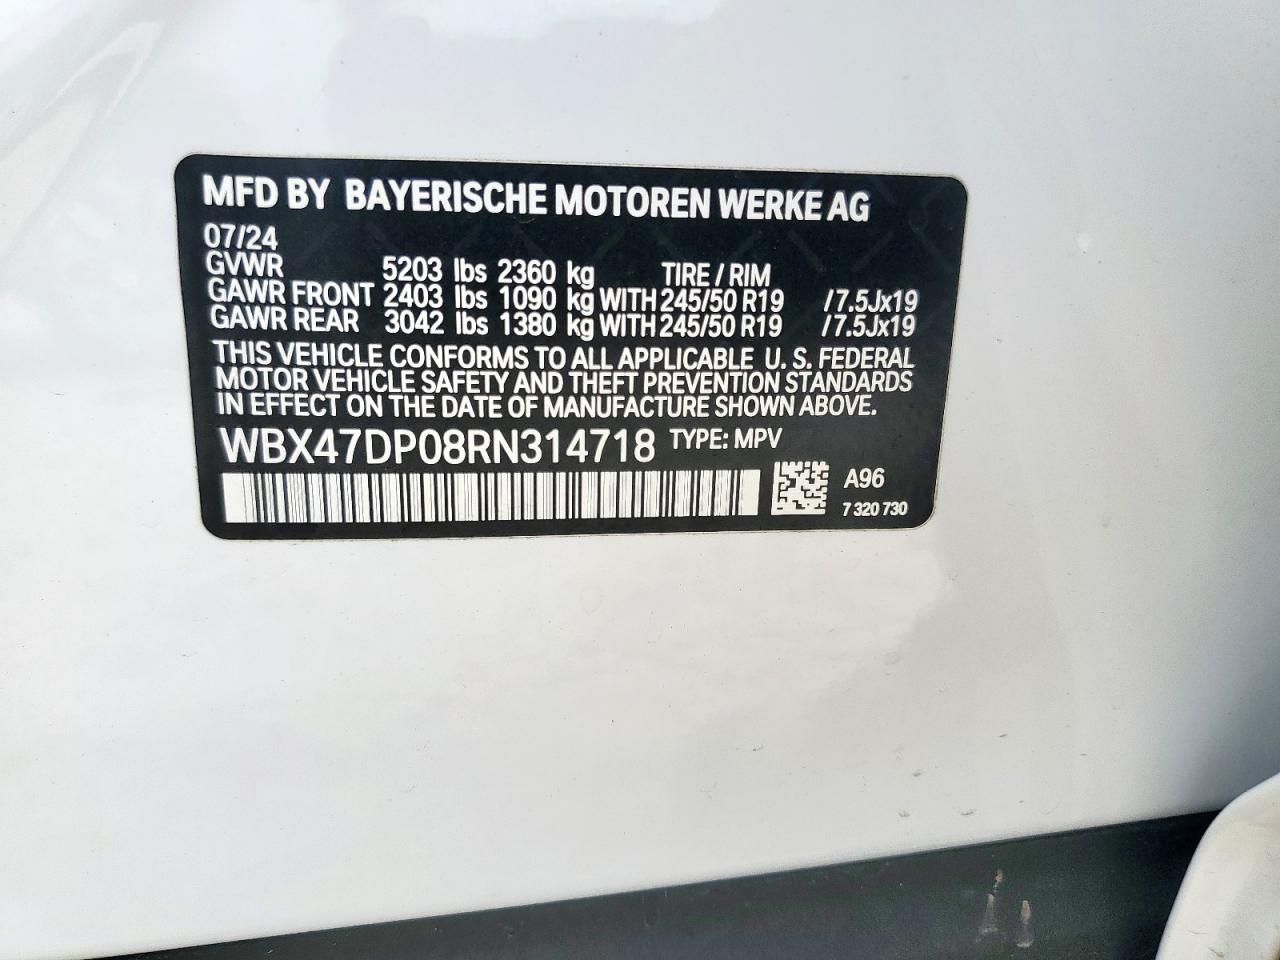 MFD BY BAYERISCHE MOTOREN WERKE AG
07/24
GVWR 5203 lbs 2360 kg TIRE / RIM
GAWR FRONT 2403 lbs 1090 kg WITH 245/50 R19 /7.5Jx19
GAWR REAR 3042 lbs 1380 kg WITH 245/50 R19 /7.5Jx19
THIS VEHICLE CONFORMS TO ALL APPLICABLE U. S. FEDERAL
MOTOR VEHICLE SAFETY AND THEFT PREVENTION STANDARDS
IN EFFECT ON THE DATE OF MANUFACTURE SHOWN ABOVE.
WBX47DP08RN314718 TYPE: MPV
A96
7 320 730